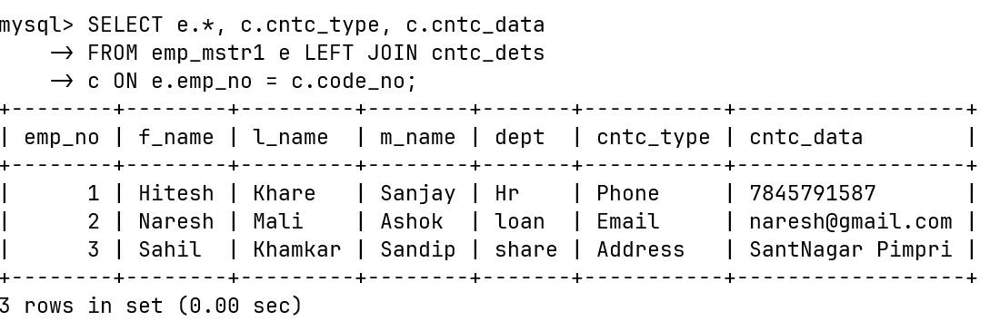 mysql> SELECT e.*, c.cntc_type, c.cntc_data
    -> FROM emp_mstr1 e LEFT JOIN cntc_dets
    -> c ON e.emp_no = c.code_no;
+--------+--------+---------+--------+-------+-----------+------------------+
| emp_no | f_name | l_name  | m_name | dept  | cntc_type | cntc_data        |
+--------+--------+---------+--------+-------+-----------+------------------+
|      1 | Hitesh | Khare   | Sanjay | Hr    | Phone     | 7845791587       |
|      2 | Naresh | Mali    | Ashok  | loan  | Email     | naresh@gmail.com |
|      3 | Sahil  | Khamkar | Sandip | share | Address   | SantNagar Pimpri |
+--------+--------+---------+--------+-------+-----------+------------------+
3 rows in set (0.00 sec)